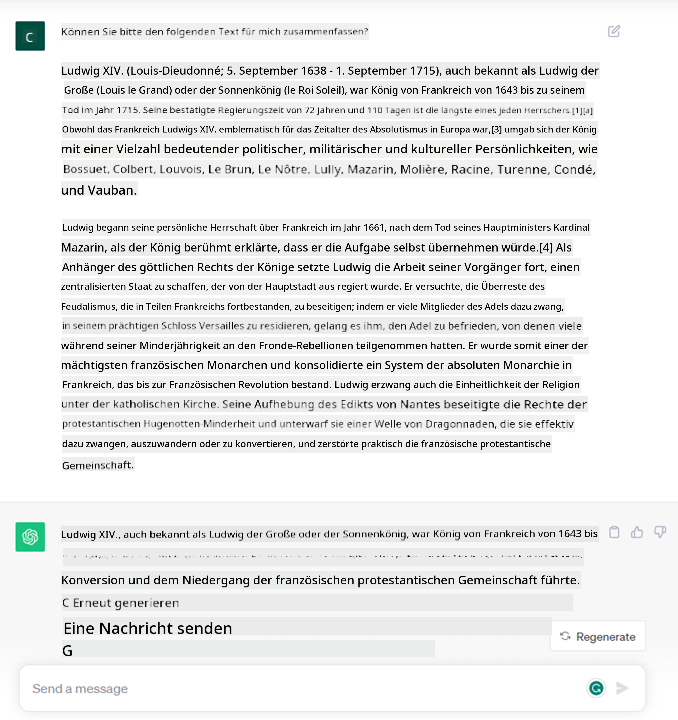 C
Können Sie bitte den folgenden Text für mich zusammenfassen?
Ludwig XIV. (Louis-Dieudonné; 5. September 1638 - 1. September 1715), auch bekannt als Ludwig der
Große (Louis le Grand) oder der Sonnenkönig (le Roi Soleil), war König von Frankreich von 1643 bis zu seinem
Tod im Jahr 1715. Seine bestätigte Regierungszeit von 72 Jahren und 110 Tagen ist die längste eines jeden Herrschers.[1][a]
Obwohl das Frankreich Ludwigs XIV. emblematisch für das Zeitalter des Absolutismus in Europa war,[3] umgab sich der König
mit einer Vielzahl bedeutender politischer, militärischer und kultureller Persönlichkeiten, wie
Bossuet, Colbert, Louvois, Le Brun, Le Nôtre, Lully, Mazarin, Molière, Racine, Turenne, Condé,
und Vauban.
Ludwig begann seine persönliche Herrschaft über Frankreich im Jahr 1661, nach dem Tod seines Hauptministers Kardinal
Mazarin, als der König berühmt erklärte, dass er die Aufgabe selbst übernehmen würde.[4] Als
Anhänger des göttlichen Rechts der Könige setzte Ludwig die Arbeit seiner Vorgänger fort, einen
zentralisierten Staat zu schaffen, der von der Hauptstadt aus regiert wurde. Er versuchte, die Überreste des
Feudalismus, die in Teilen Frankreichs fortbestanden, zu beseitigen; indem er viele Mitglieder des Adels dazu zwang,
in seinem prächtigen Schloss Versailles zu residieren, gelang es ihm, den Adel zu befrieden, von denen viele
während seiner Minderjährigkeit an den Fronde-Rebellionen teilgenommen hatten. Er wurde somit einer der
mächtigsten französischen Monarchen und konsolidierte ein System der absoluten Monarchie in
Frankreich, das bis zur Französischen Revolution bestand. Ludwig erzwang auch die Einheitlichkeit der Religion
unter der katholischen Kirche. Seine Aufhebung des Edikts von Nantes beseitigte die Rechte der
protestantischen Hugenotten-Minderheit und unterwarf sie einer Welle von Dragonnaden, die sie effektiv
dazu zwangen, auszuwandern oder zu konvertieren, und zerstörte praktisch die französische protestantische
Gemeinschaft.
Ludwig XIV., auch bekannt als Ludwig der Große oder der Sonnenkönig, war König von Frankreich von 1643 bis
Konversion und dem Niedergang der französischen protestantischen Gemeinschaft führte.
C Erneut generieren
Eine Nachricht senden
Regenerate
G
Send a message